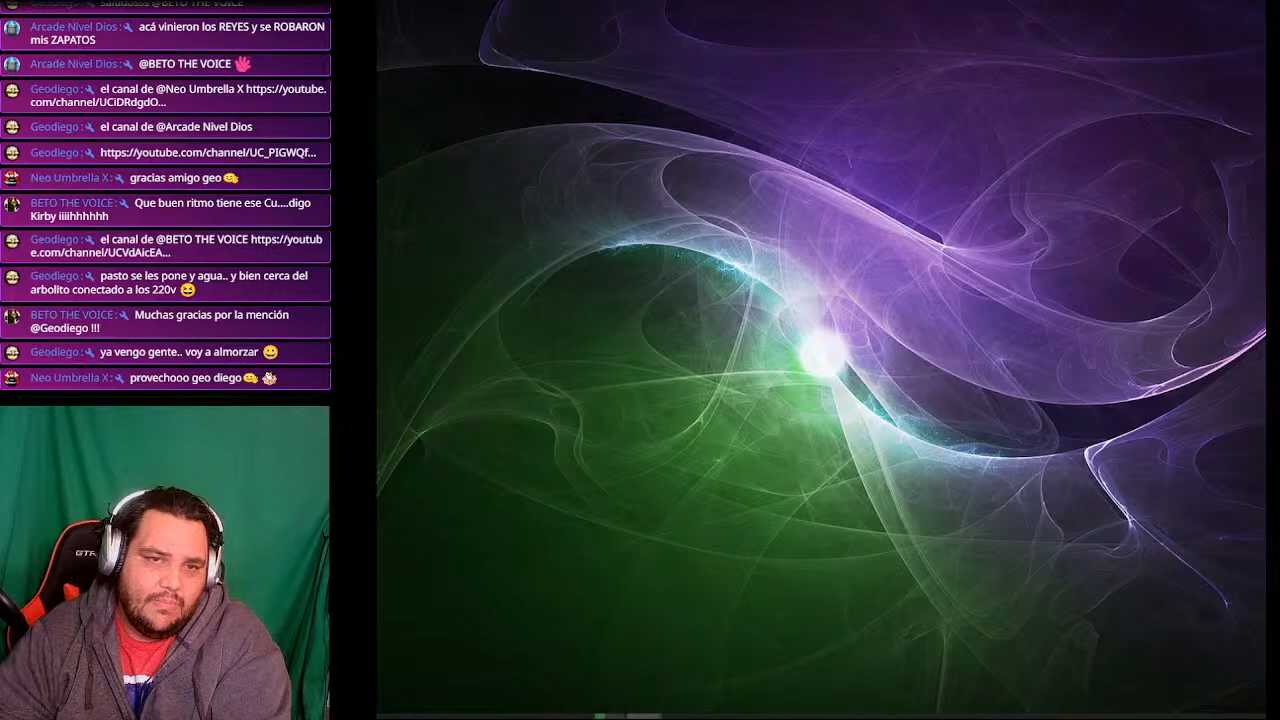 saludosss @BETO THE VOICE
Arcade Nivel Dios: acá vinieron los REYES y se ROBARON
mis ZAPATOS
Arcade Nivel Dios: @BETO THE VOICE
Geodiego: el canal de @Neo Umbrella X https://youtube.
com/channel/UCiDRdgdO...
Geodiego: el canal de @Arcade Nivel Dios
Geodiego: https://youtube.com/channel/UC_PIGWQf...
Neo Umbrella X: gracias amigo geo
BETO THE VOICE: Que buen ritmo tiene ese Cu....digo
Kirby iiiihhhhhh
Geodiego: el canal de @BETO THE VOICE https://youtub
e.com/channel/UCVdAicEA...
Geodiego: pasto se les pone y agua.. y bien cerca del
arbolito conectado a los 220v
BETO THE VOICE: Muchas gracias por la mención
@Geodiego !!!
Geodiego: ya vengo gente.. voy a almorzar
Neo Umbrella X: provechooo geo diego
GTR